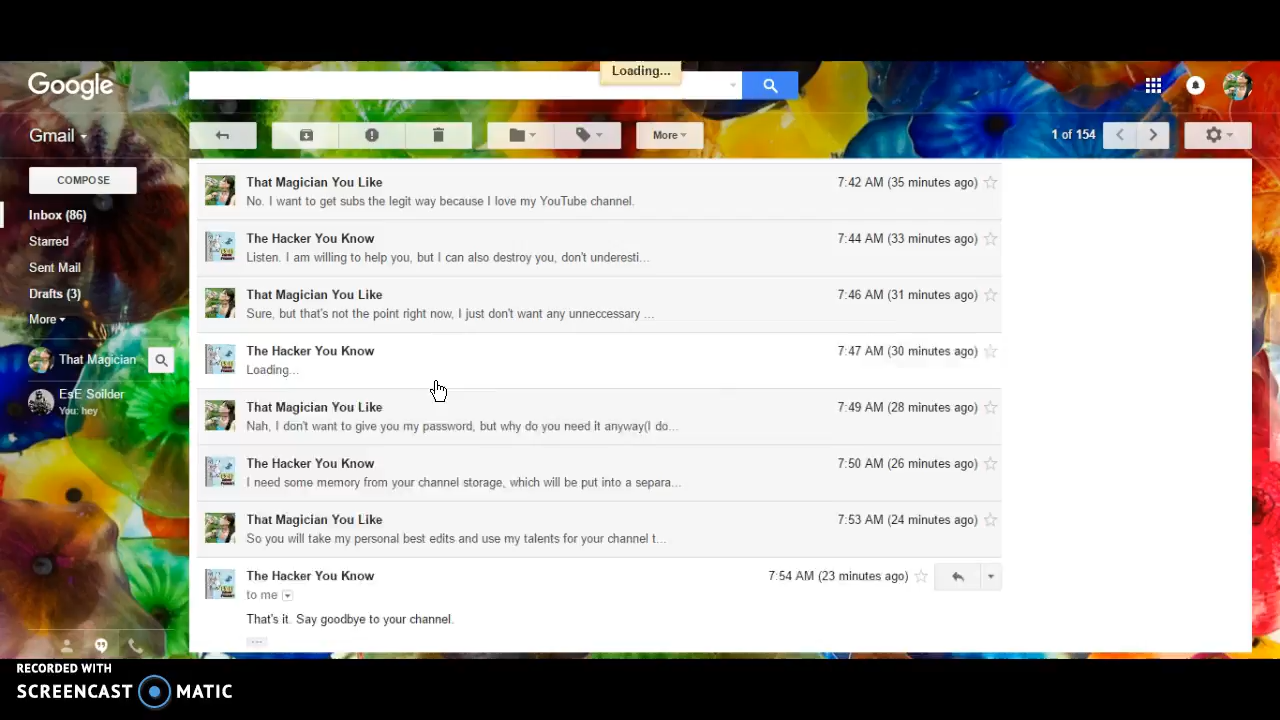 Loading...
Google
Gmail
More
1 of 154
COMPOSE
Inbox (86)
Starred
Sent Mail
Drafts (3)
More
That Magician
EsE Soilder
You: hey
That Magician You Like 7:42 AM (35 minutes ago)
No. I want to get subs the legit way because I love my YouTube channel.
The Hacker You Know 7:44 AM (33 minutes ago)
Listen. I am willing to help you, but I can also destroy you, don't underesti...
That Magician You Like 7:46 AM (31 minutes ago)
Sure, but that's not the point right now, I just don't want any unneccessary ...
The Hacker You Know 7:47 AM (30 minutes ago)
Loading...
That Magician You Like 7:49 AM (28 minutes ago)
Nah, I don't want to give you my password, but why do you need it anyway(I do...
The Hacker You Know 7:50 AM (26 minutes ago)
I need some memory from your channel storage, which will be put into a separa...
That Magician You Like 7:53 AM (24 minutes ago)
So you will take my personal best edits and use my talents for your channel t...
The Hacker You Know 7:54 AM (23 minutes ago)
to me
That's it. Say goodbye to your channel.
...
RECORDED WITH
SCREENCAST MATIC